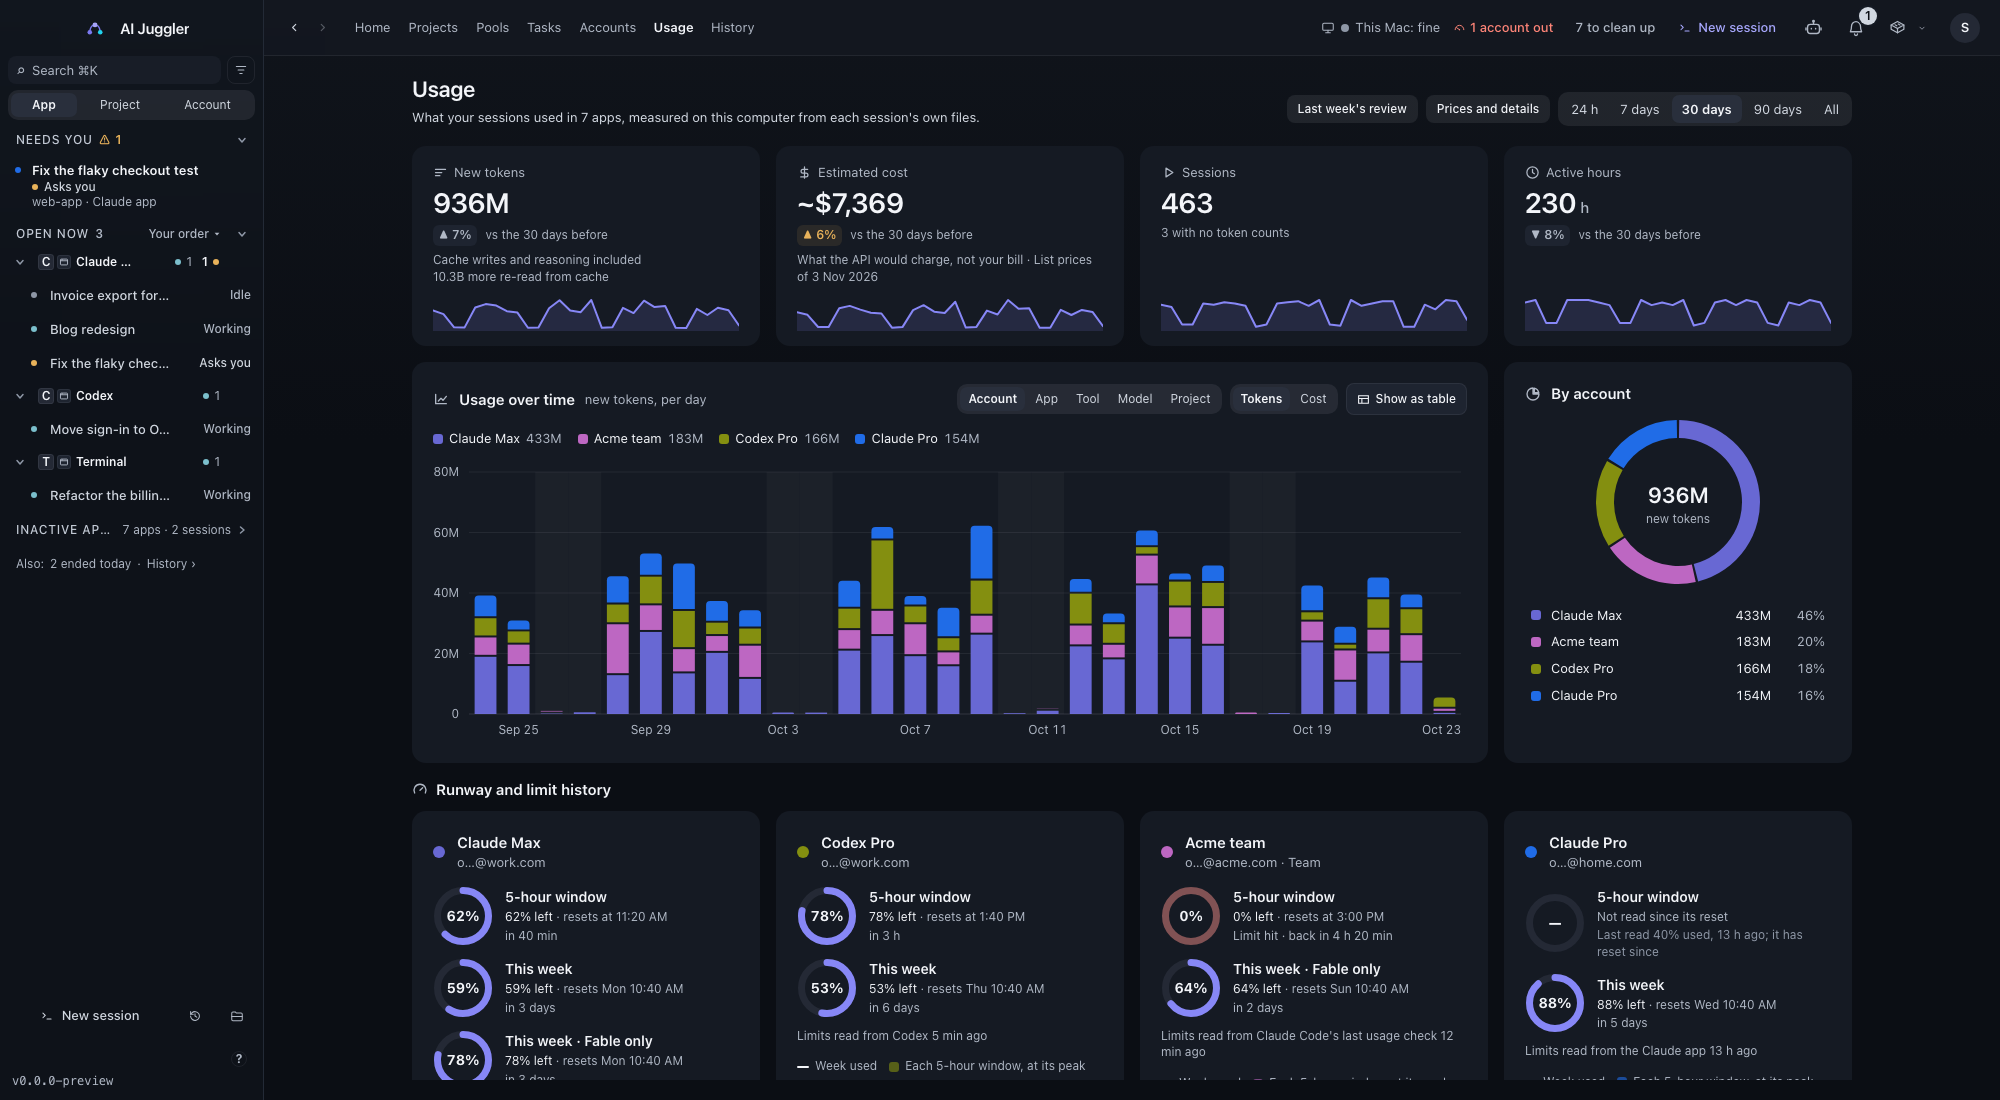 AI Juggler
Search ⌘K
App Project Account
NEEDS YOU 1
Fix the flaky checkout test
Asks you
web-app · Claude app
OPEN NOW 3 Your order
C Claude ... 1 1
Invoice export for... Idle
Blog redesign Working
Fix the flaky chec... Asks you
C Codex 1
Move sign-in to O... Working
T Terminal 1
Refactor the billin... Working
INACTIVE AP... 7 apps · 2 sessions
Also: 2 ended today · History ›
New session
?
v0.0.0-preview
Home Projects Pools Tasks Accounts Usage History
This Mac: fine 1 account out 7 to clean up New session 1 S
Usage
What your sessions used in 7 apps, measured on this computer from each session's own files.
Last week's review Prices and details 24 h 7 days 30 days 90 days All
New tokens
936M
▲ 7% vs the 30 days before
Cache writes and reasoning included
10.3B more re-read from cache
Estimated cost
~$7,369
▲ 6% vs the 30 days before
What the API would charge, not your bill · List prices
of 3 Nov 2026
Sessions
463
3 with no token counts
Active hours
230 h
▼ 8% vs the 30 days before
Usage over time new tokens, per day
Account App Tool Model Project Tokens Cost Show as table
Claude Max 433M Acme team 183M Codex Pro 166M Claude Pro 154M
80M
60M
40M
20M
0
Sep 25 Sep 29 Oct 3 Oct 7 Oct 11 Oct 15 Oct 19 Oct 23
By account
936M
new tokens
Claude Max 433M 46%
Acme team 183M 20%
Codex Pro 166M 18%
Claude Pro 154M 16%
Runway and limit history
Claude Max
o...@work.com
62%
5-hour window
62% left · resets at 11:20 AM
in 40 min
59%
This week
59% left · resets Mon 10:40 AM
in 3 days
78%
This week · Fable only
78% left · resets Mon 10:40 AM
in 3 days
Codex Pro
o...@work.com
78%
5-hour window
78% left · resets at 1:40 PM
in 3 h
53%
This week
53% left · resets Thu 10:40 AM
in 6 days
Limits read from Codex 5 min ago
Week used Each 5-hour window, at its peak
Acme team
o...@acme.com · Team
0%
5-hour window
0% left · resets at 3:00 PM
Limit hit · back in 4 h 20 min
64%
This week · Fable only
64% left · resets Sun 10:40 AM
in 2 days
Limits read from Claude Code's last usage check 12
min ago
Claude Pro
o...@home.com
–
5-hour window
Not read since its reset
Last read 40% used, 13 h ago; it has
reset since
88%
This week
88% left · resets Wed 10:40 AM
in 5 days
Limits read from the Claude app 13 h ago